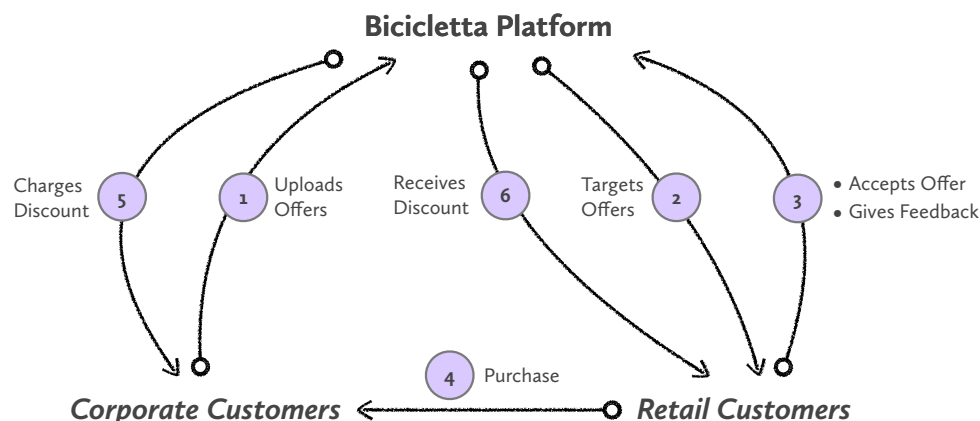 Bicicletta Platform
Charges
Discount
5
1
Uploads
Offers
Receives
Discount
6
Targets
Offers
2
3
• Accepts Offer
• Gives Feedback
4
Purchase
Corporate Customers
Retail Customers